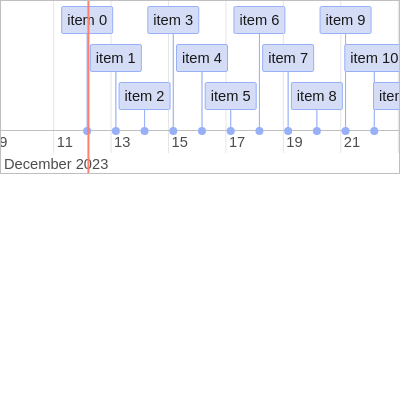 item 0 item 3 item 6 item 9
item 1 item 4 item 7 item 10
item 2 item 5 item 8
9 11 13 15 17 19 21
December 2023